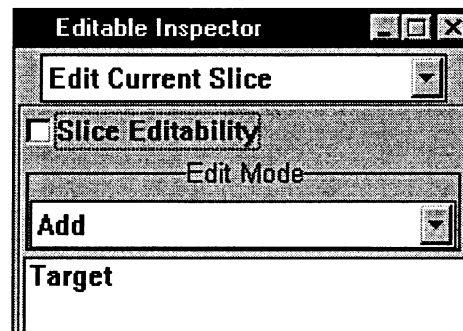 Editable Inspector
Edit Current Slice
Slice Editability
Edit Mode
Add
Target